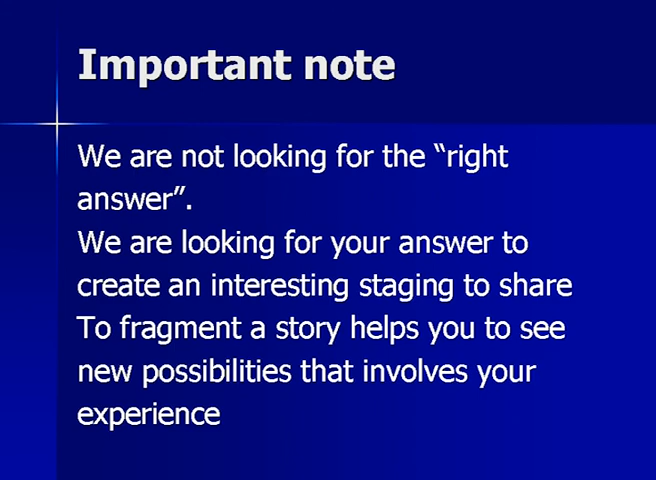 Important note
We are not looking for the “right
answer”.
We are looking for your answer to
create an interesting staging to share
To fragment a story helps you to see
new possibilities that involves your
experience